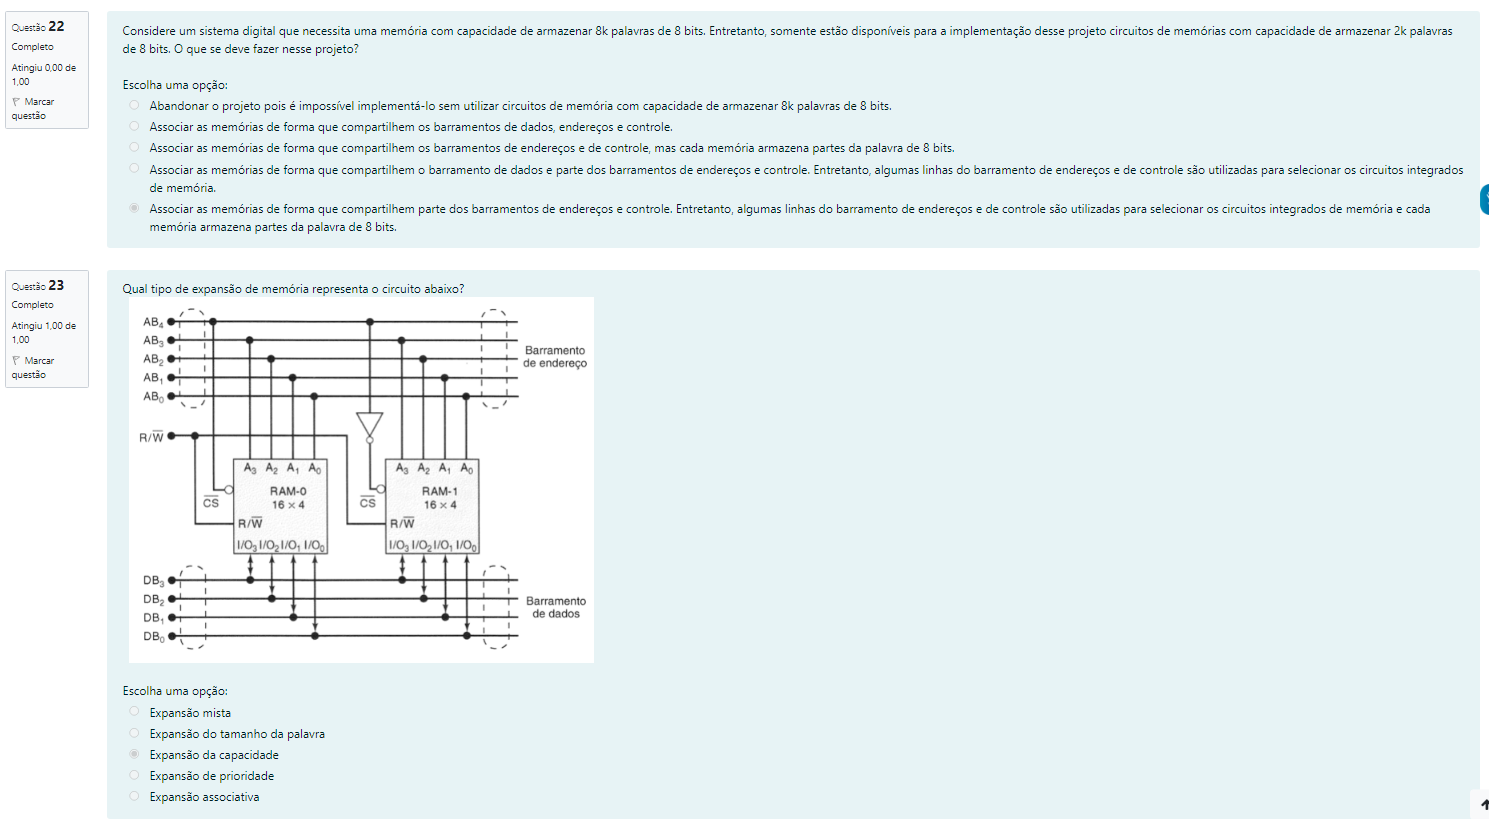 Questão 22
Completo
Atingiu 0,00 de
1,00
Marcar
questão
Considere um sistema digital que necessita uma memória com capacidade de armazenar 8k palavras de 8 bits. Entretanto, somente estão disponíveis para a implementação desse projeto circuitos de memórias com capacidade de armazenar 2k palavras
de 8 bits. O que se deve fazer nesse projeto?
Escolha uma opção:
Abandonar o projeto pois é impossível implementá-lo sem utilizar circuitos de memória com capacidade de armazenar 8k palavras de 8 bits.
Associar as memórias de forma que compartilhem os barramentos de dados, endereços e controle.
Associar as memórias de forma que compartilhem os barramentos de endereços e de controle, mas cada memória armazena partes da palavra de 8 bits.
Associar as memórias de forma que compartilhem o barramento de dados e parte dos barramentos de endereços e controle. Entretanto, algumas linhas do barramento de endereços e de controle são utilizadas para selecionar os circuitos integrados
de memória.
Associar as memórias de forma que compartilhem parte dos barramentos de endereços e controle. Entretanto, algumas linhas do barramento de endereços e de controle são utilizadas para selecionar os circuitos integrados de memória e cada
memória armazena partes da palavra de 8 bits.
Questão 23
Completo
Atingiu 1,00 de
1,00
Marcar
questão
Qual tipo de expansão de memória representa o circuito abaixo?
AB₄
AB₃
AB₂
AB₁
AB₀
Barramento
de endereço
R/W̅
A₃ A₂ A₁ A₀
RAM-0
16 × 4
C̅S̅
R/W̅
I/O₃ I/O₂ I/O₁ I/O₀
A₃ A₂ A₁ A₀
RAM-1
16 × 4
C̅S̅
R/W̅
I/O₃ I/O₂ I/O₁ I/O₀
DB₃
DB₂
DB₁
DB₀
Barramento
de dados
Escolha uma opção:
Expansão mista
Expansão do tamanho da palavra
Expansão da capacidade
Expansão de prioridade
Expansão associativa